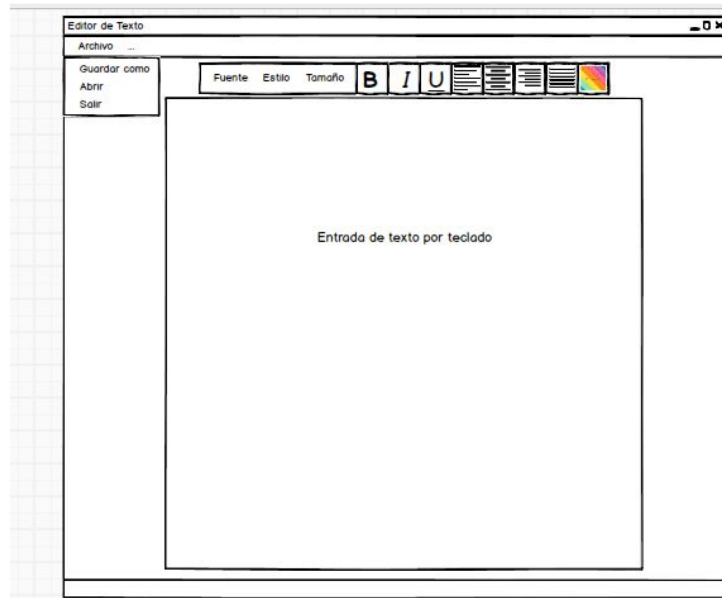 Editor de Texto
Archivo ...
Guardar como
Abrir
Salir
Fuente Estilo Tamaño B I U
Entrada de texto por teclado